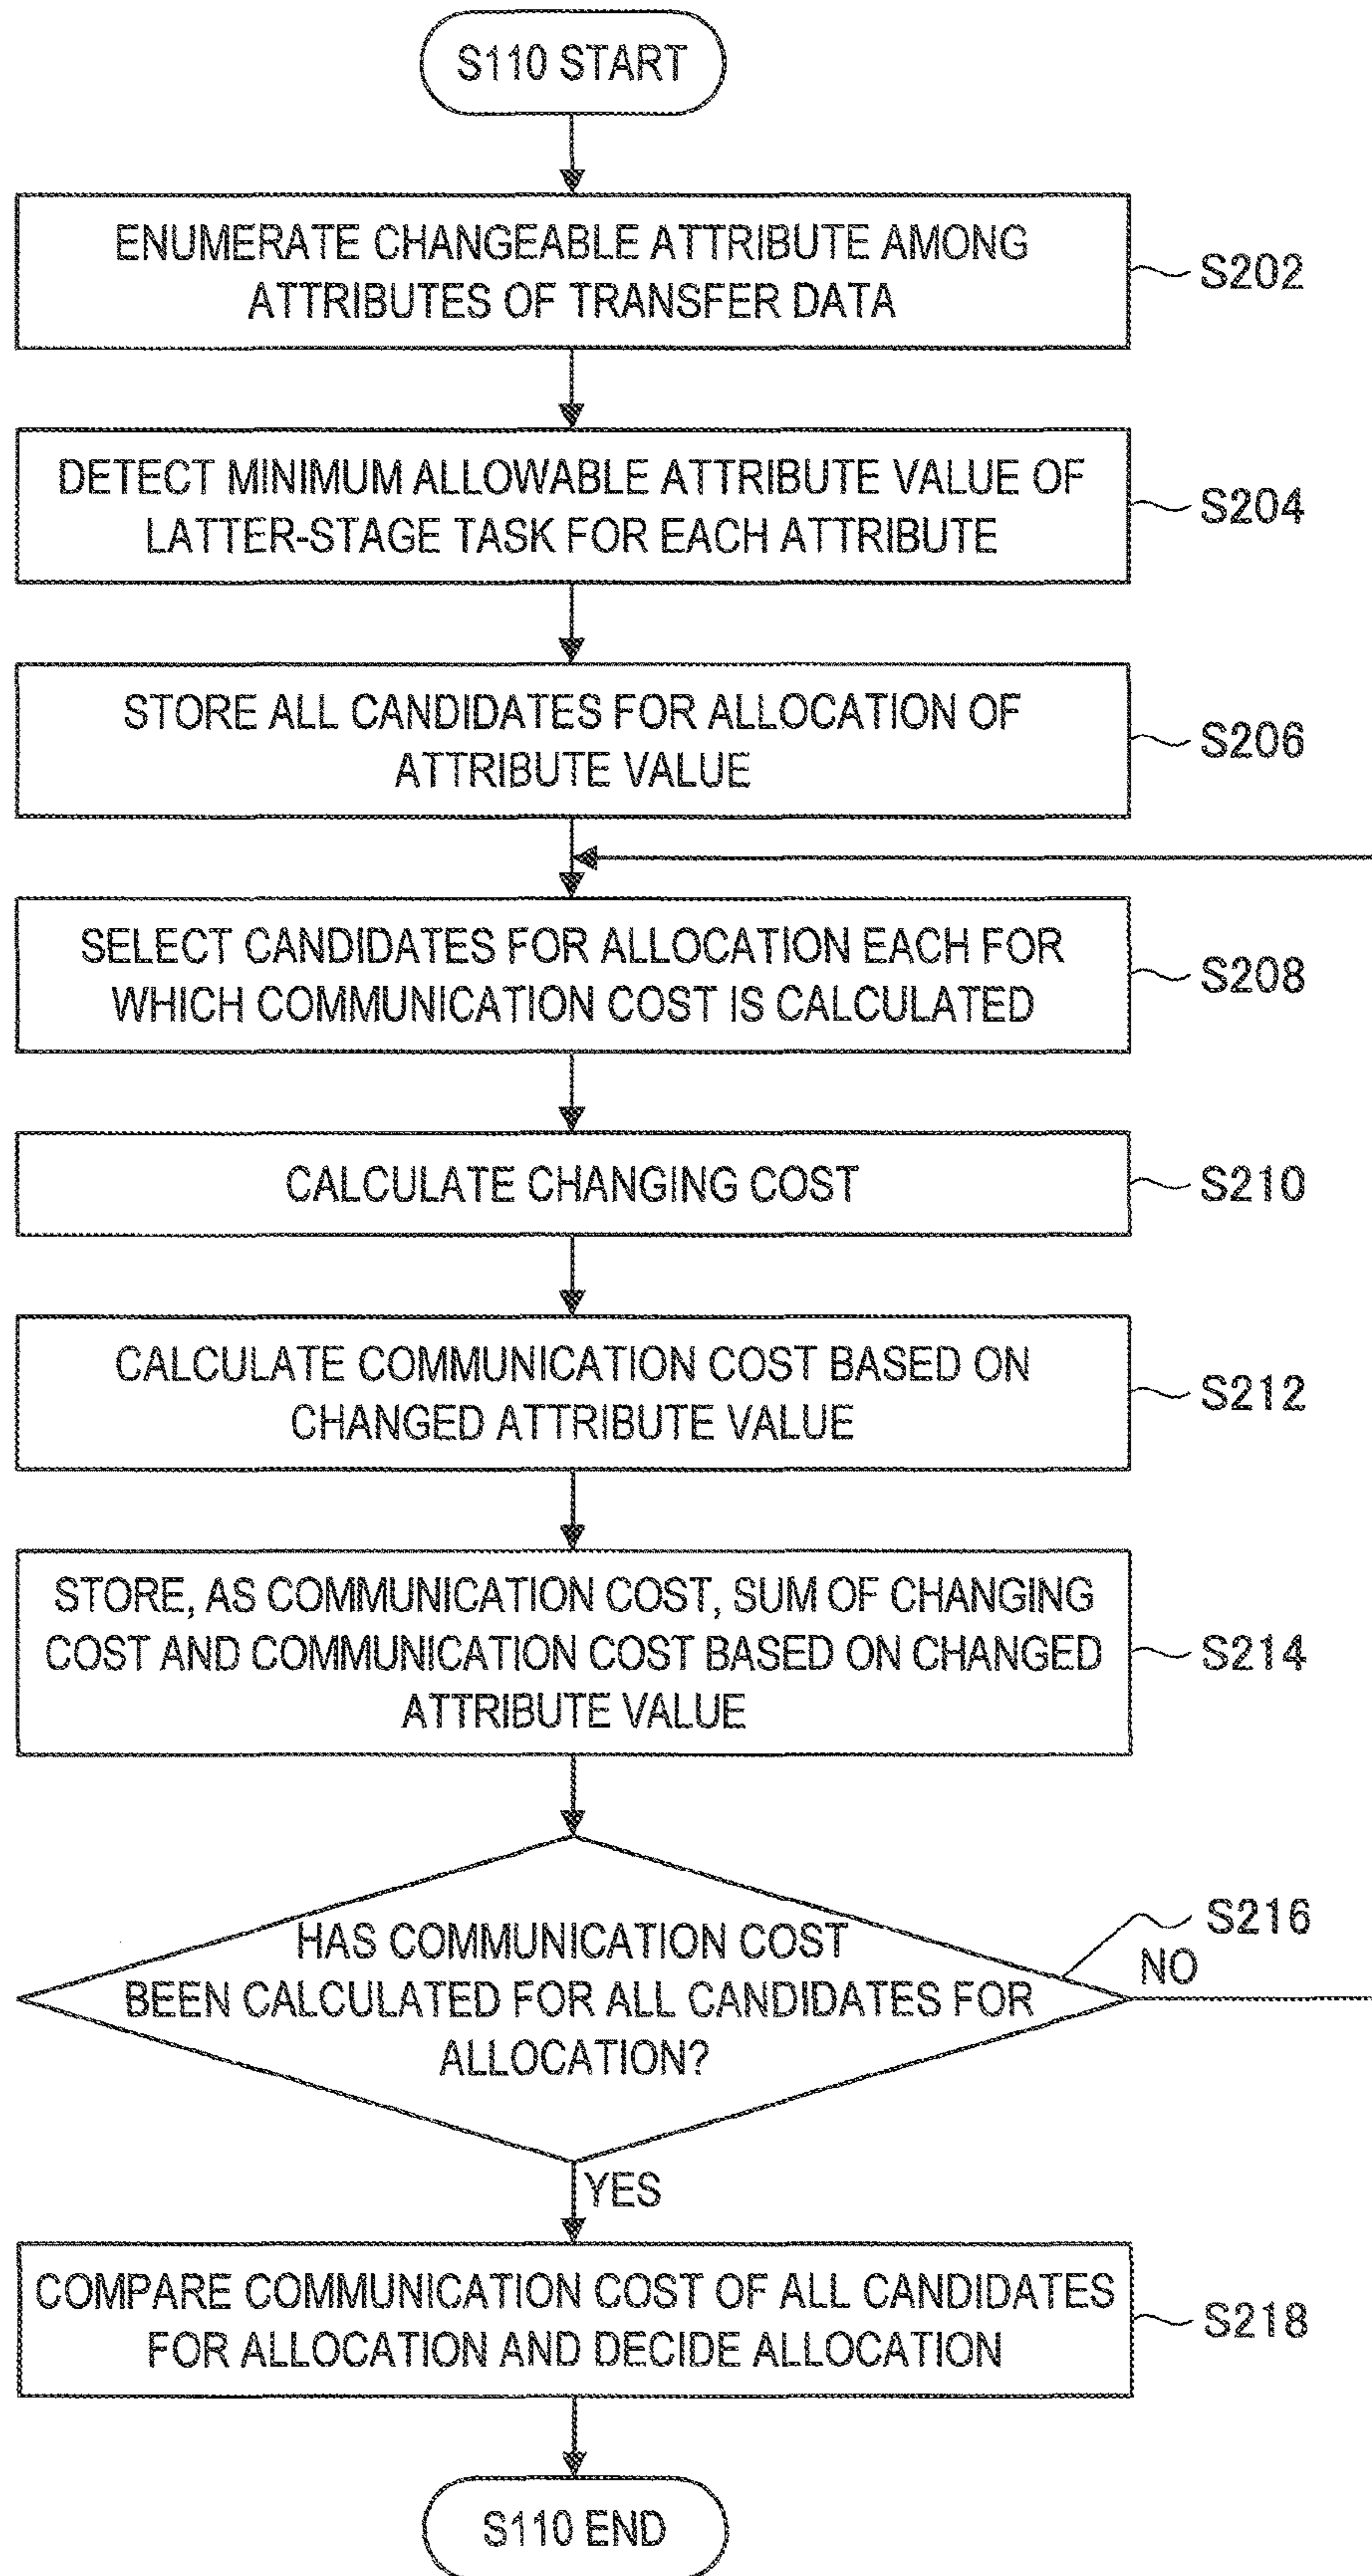 S110 START
ENUMERATE CHANGEABLE ATTRIBUTE AMONG
ATTRIBUTES OF TRANSFER DATA
S202
DETECT MINIMUM ALLOWABLE ATTRIBUTE VALUE OF
LATTER-STAGE TASK FOR EACH ATTRIBUTE
S204
STORE ALL CANDIDATES FOR ALLOCATION OF
ATTRIBUTE VALUE
S206
SELECT CANDIDATES FOR ALLOCATION EACH FOR
WHICH COMMUNICATION COST IS CALCULATED
S208
CALCULATE CHANGING COST
S210
CALCULATE COMMUNICATION COST BASED ON
CHANGED ATTRIBUTE VALUE
S212
STORE, AS COMMUNICATION COST, SUM OF CHANGING
COST AND COMMUNICATION COST BASED ON CHANGED
ATTRIBUTE VALUE
S214
HAS COMMUNICATION COST
BEEN CALCULATED FOR ALL CANDIDATES FOR
ALLOCATION?
S216
NO
YES
COMPARE COMMUNICATION COST OF ALL CANDIDATES
FOR ALLOCATION AND DECIDE ALLOCATION
S218
S110 END